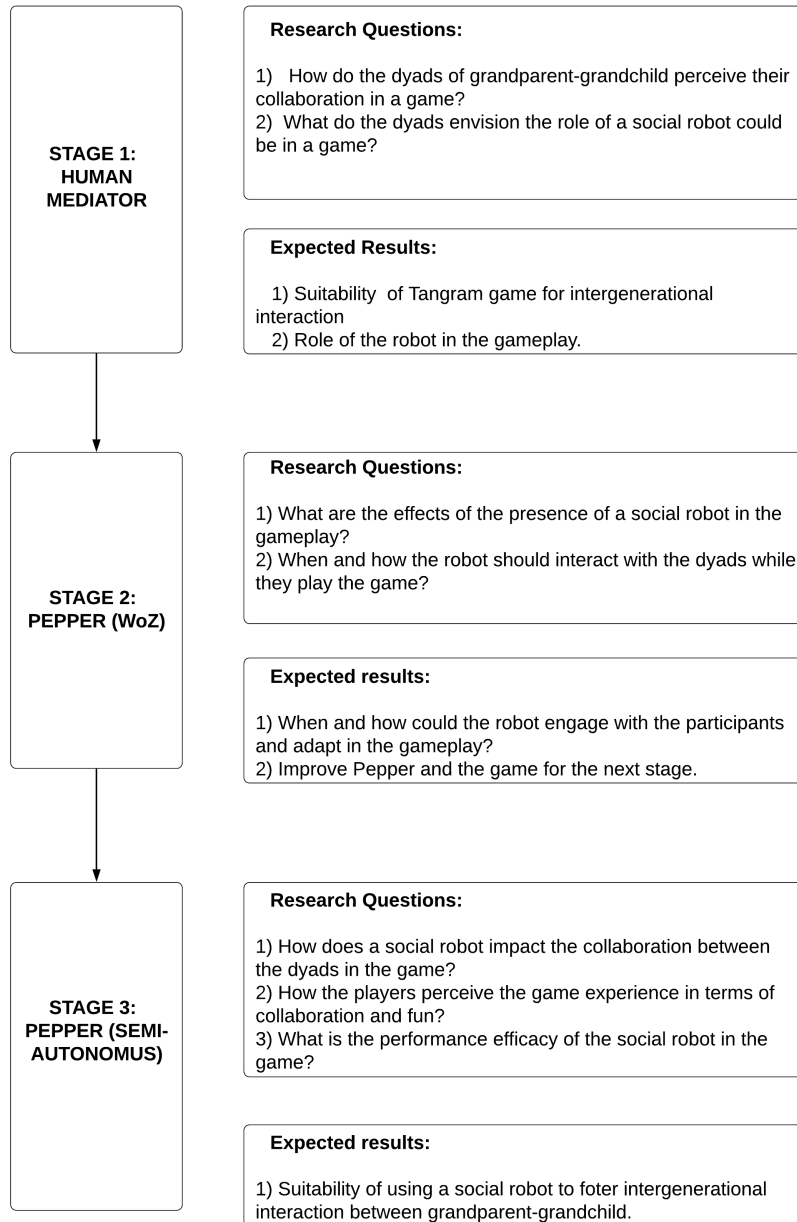 STAGE 1:
HUMAN
MEDIATOR
Research Questions:
1) How do the dyads of grandparent-grandchild perceive their
collaboration in a game?
2) What do the dyads envision the role of a social robot could
be in a game?
Expected Results:
1) Suitability of Tangram game for intergenerational
interaction
2) Role of the robot in the gameplay.
STAGE 2:
PEPPER (WoZ)
Research Questions:
1) What are the effects of the presence of a social robot in the
gameplay?
2) When and how the robot should interact with the dyads while
they play the game?
Expected results:
1) When and how could the robot engage with the participants
and adapt in the gameplay?
2) Improve Pepper and the game for the next stage.
STAGE 3:
PEPPER (SEMI-
AUTONOMUS)
Research Questions:
1) How does a social robot impact the collaboration between
the dyads in the game?
2) How the players perceive the game experience in terms of
collaboration and fun?
3) What is the performance efficacy of the social robot in the
game?
Expected results:
1) Suitability of using a social robot to foter intergenerational
interaction between grandparent-grandchild.